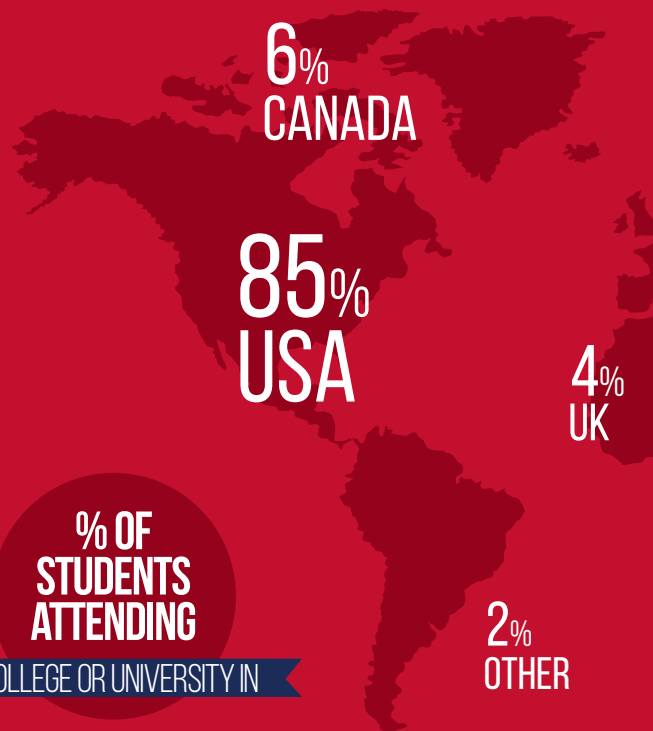 6%
CANADA
85%
USA
4%
UK
% OF
STUDENTS
ATTENDING
OLLEGE OR UNIVERSITY IN
2%
OTHER